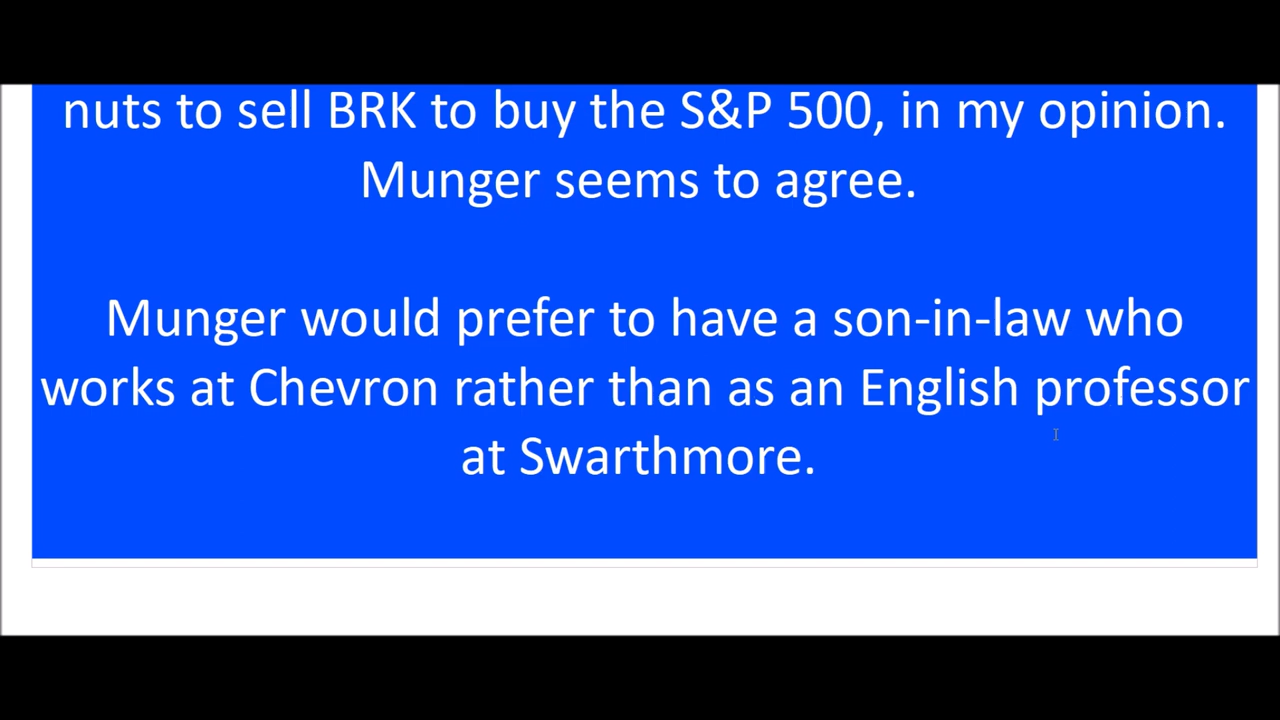 nuts to sell BRK to buy the S&P 500, in my opinion.
Munger seems to agree.
Munger would prefer to have a son-in-law who
works at Chevron rather than as an English professor
at Swarthmore.